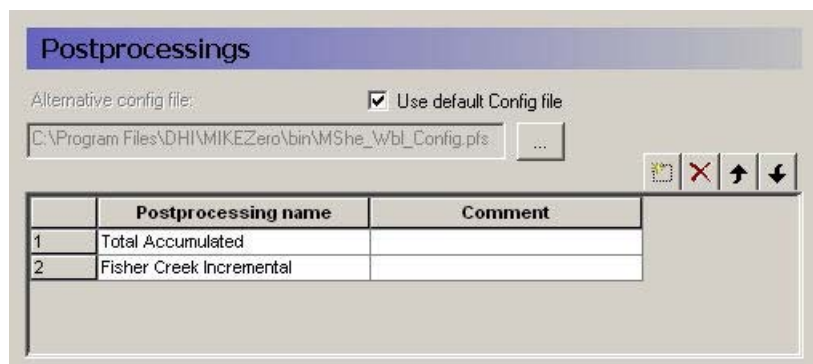 Postprocessings
Alternative config file: Use default Config file
C:\Program Files\DHI\MIKEZero\bin\MShe_Wbl_Config.pfs ...
Postprocessing name Comment
1 Total Accumulated
2 Fisher Creek Incremental